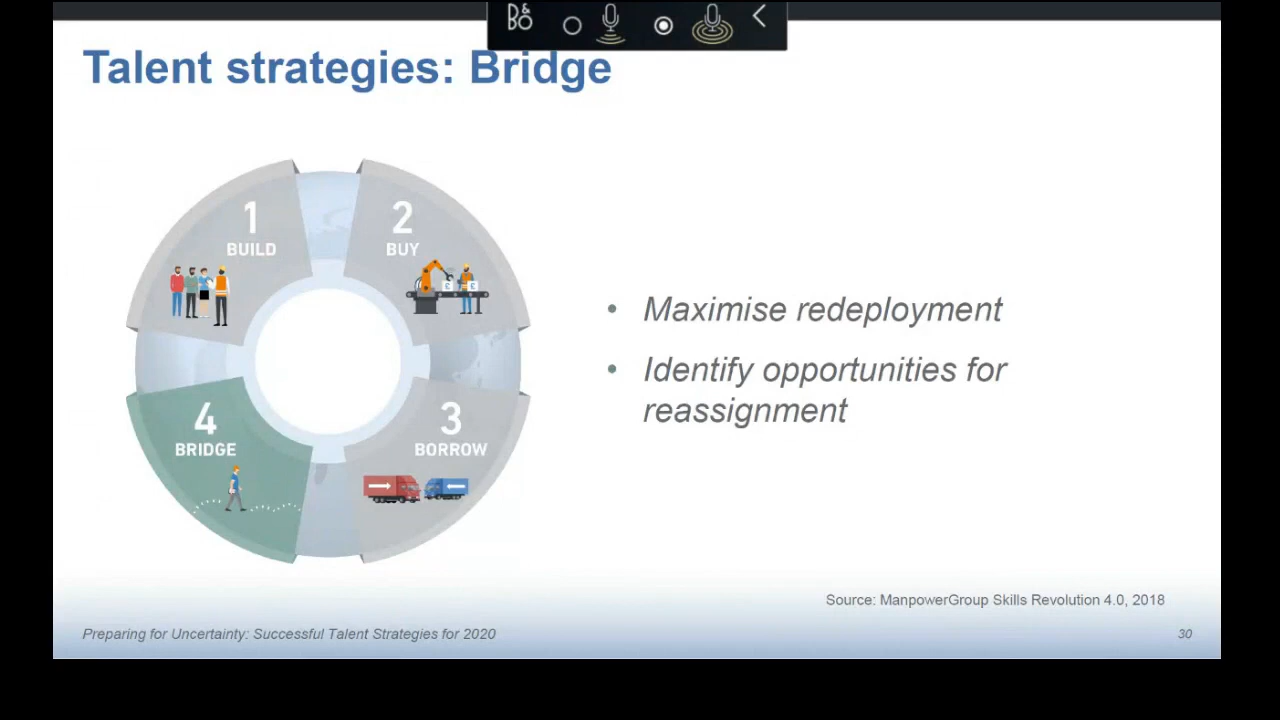 B&O
Talent strategies: Bridge
1
BUILD
2
BUY
4
BRIDGE
3
BORROW
• Maximise redeployment
• Identify opportunities for
reassignment
Source: ManpowerGroup Skills Revolution 4.0, 2018
Preparing for Uncertainty: Successful Talent Strategies for 2020
30